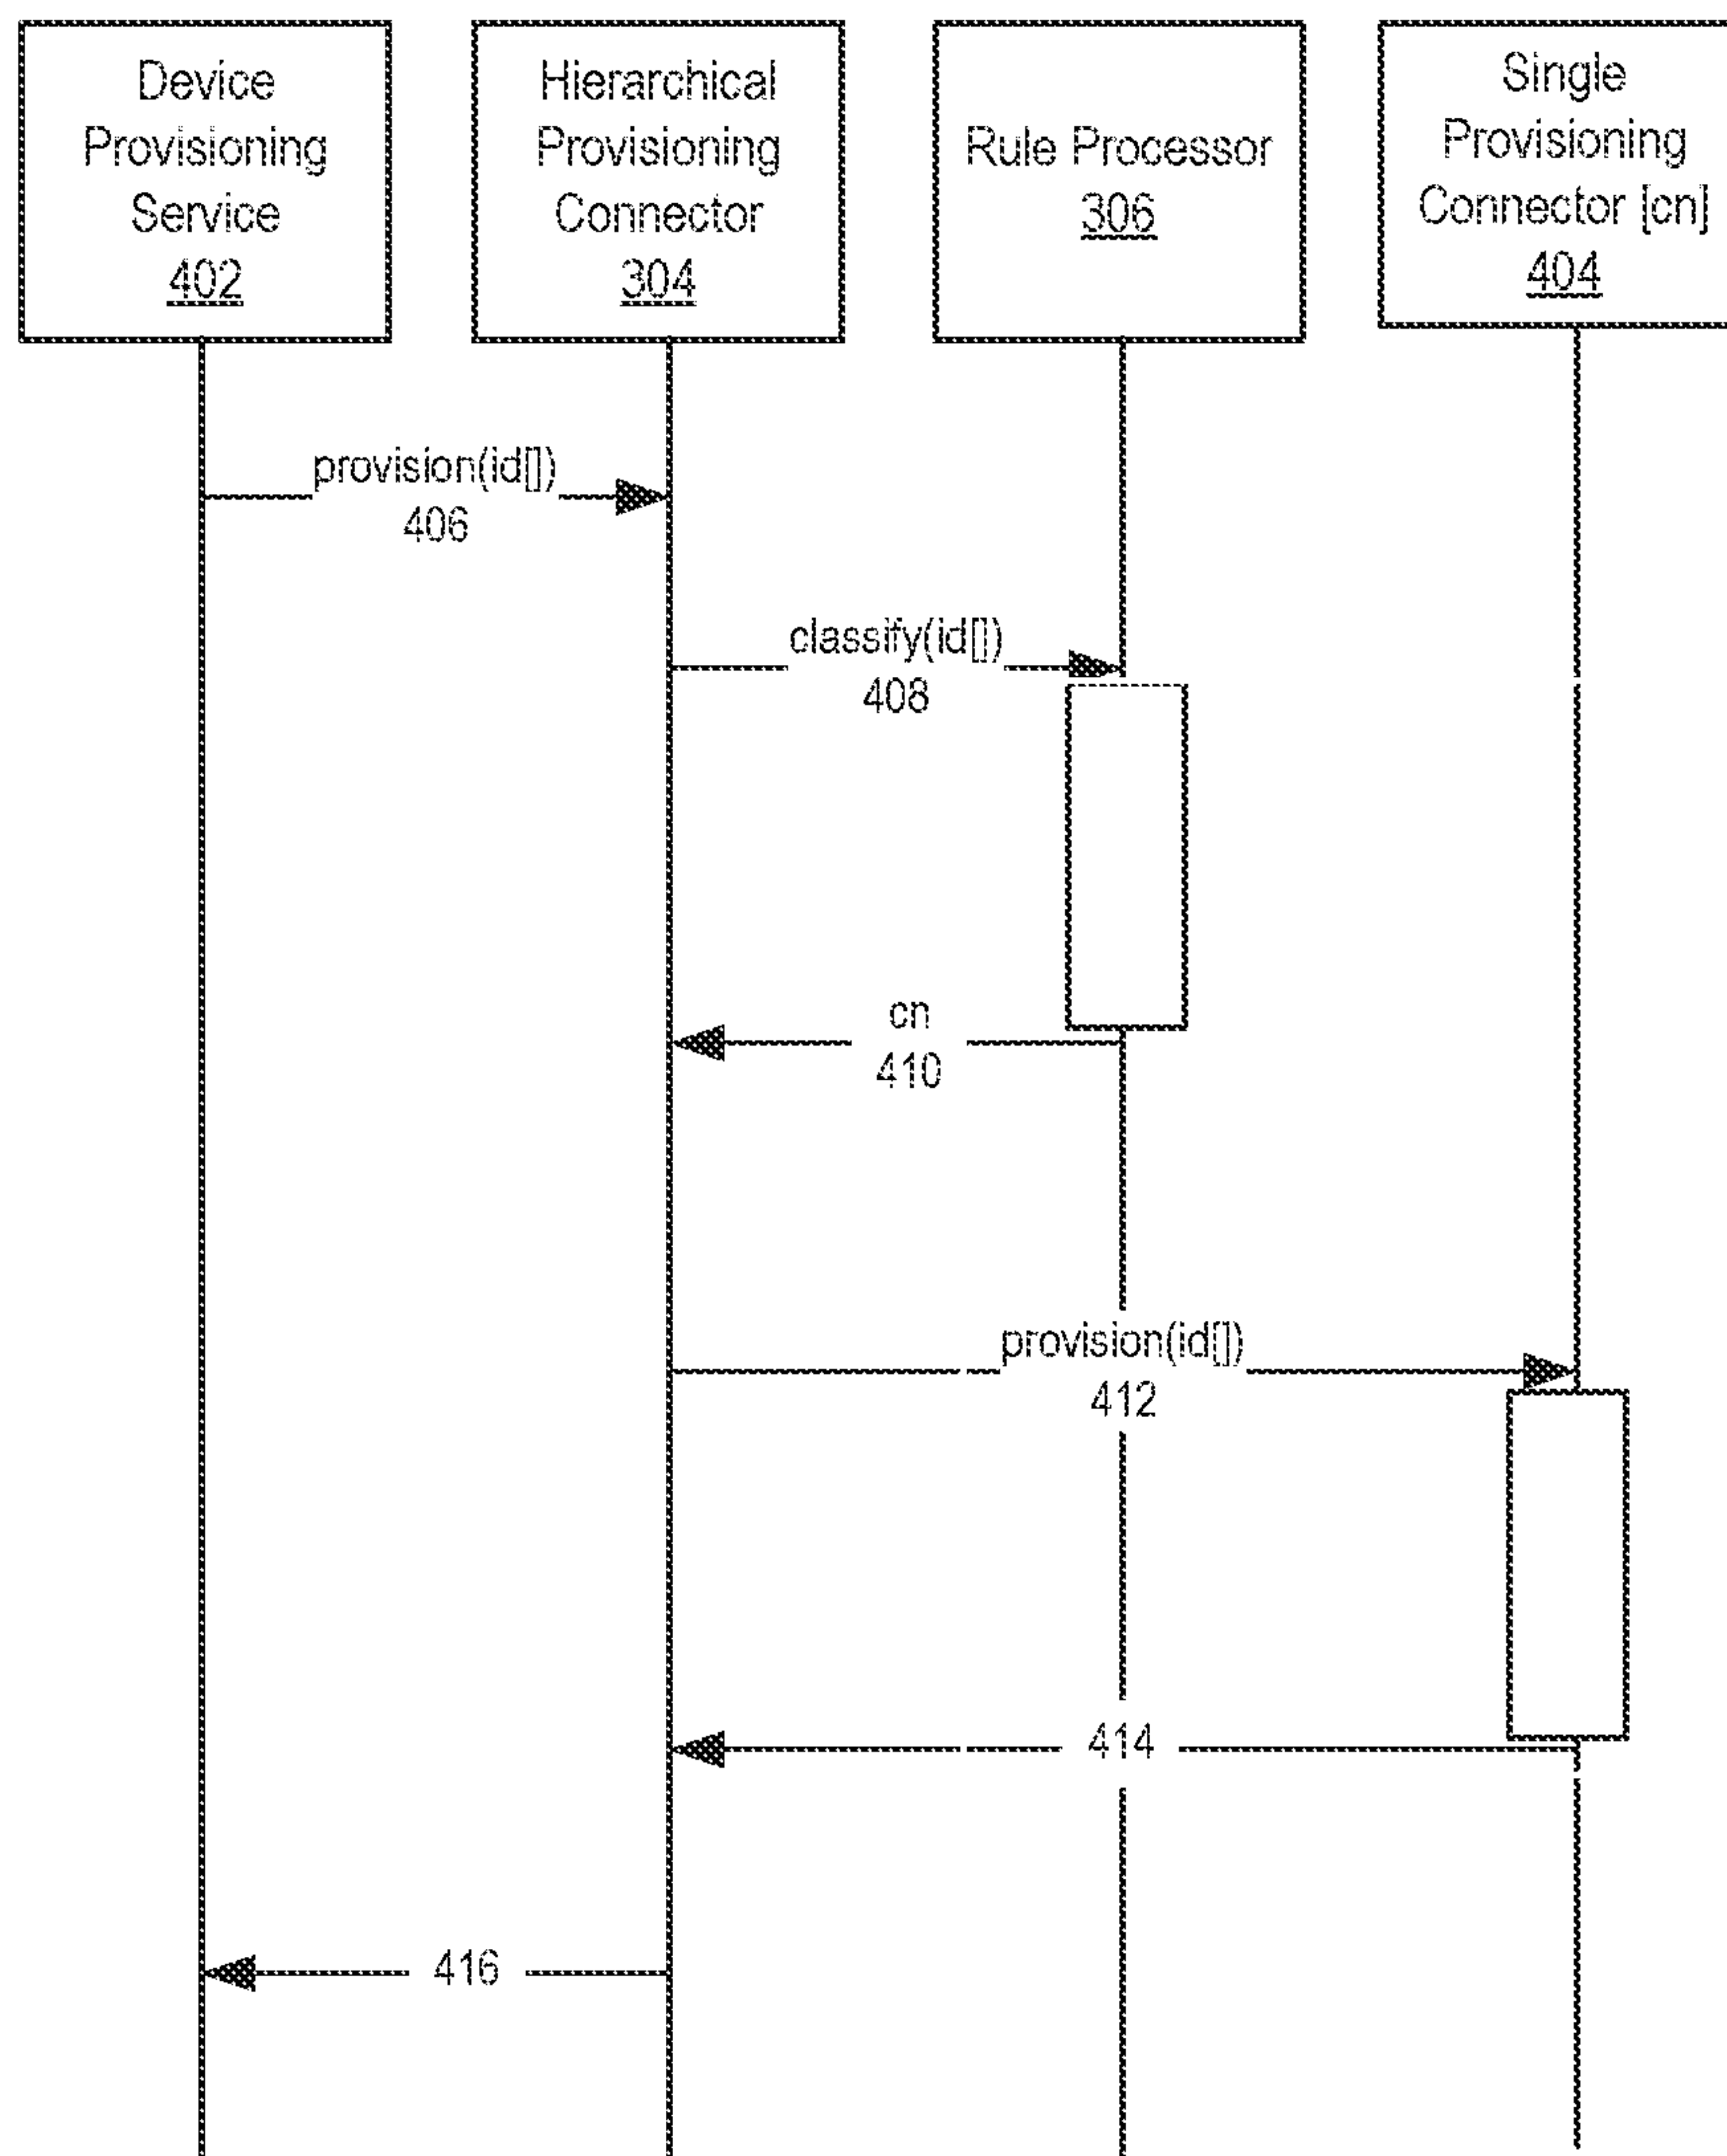 Device
Provisioning
Service
402
Hierarchical
Provisioning
Connector
304
Rule Processor
306
Single
Provisioning
Connector [cn]
404
provision(id[])
406
classify(id[])
408
cn
410
provision(id[])
412
414
416